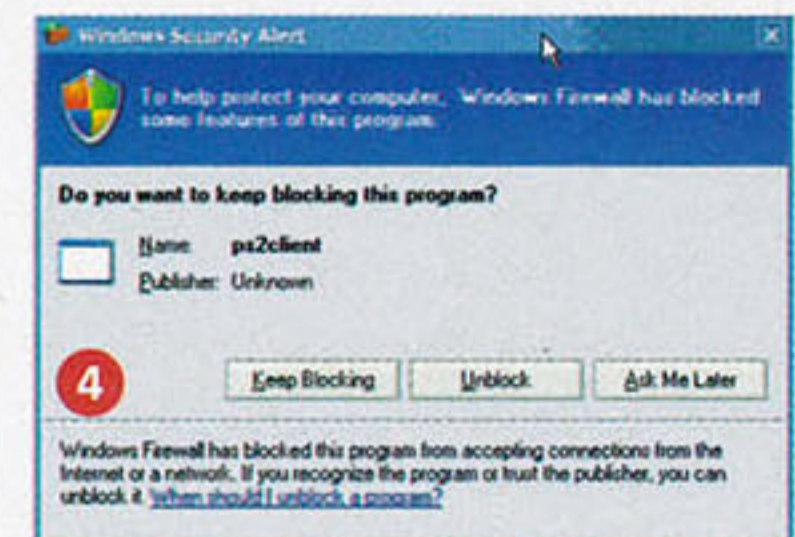 Windows Security Alert
To help protect your computer, Windows Firewall has blocked
some features of this program.
Do you want to keep blocking this program?
Name: ps2client
Publisher: Unknown
4
Keep Blocking Unblock Ask Me Later
Windows Firewall has blocked this program from accepting connections from the
Internet or a network. If you recognize the program or trust the publisher, you can
unblock it. When should I unblock a program?